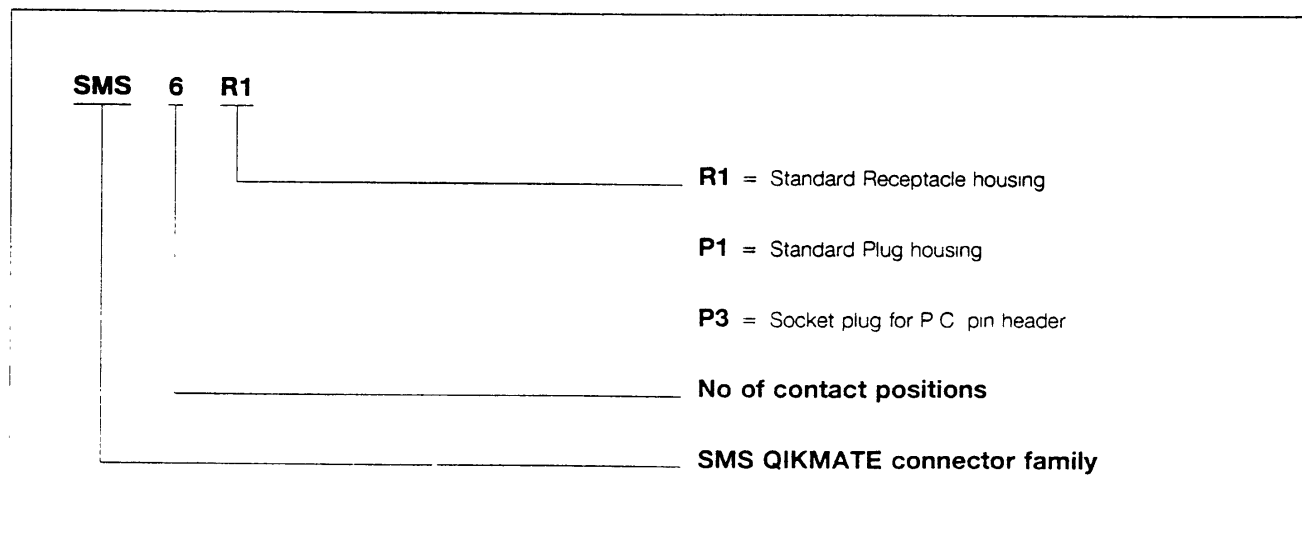 SMS 6 R1
R1 = Standard Receptacle housing
P1 = Standard Plug housing
P3 = Socket plug for P C pin header
No of contact positions
SMS QIKMATE connector family